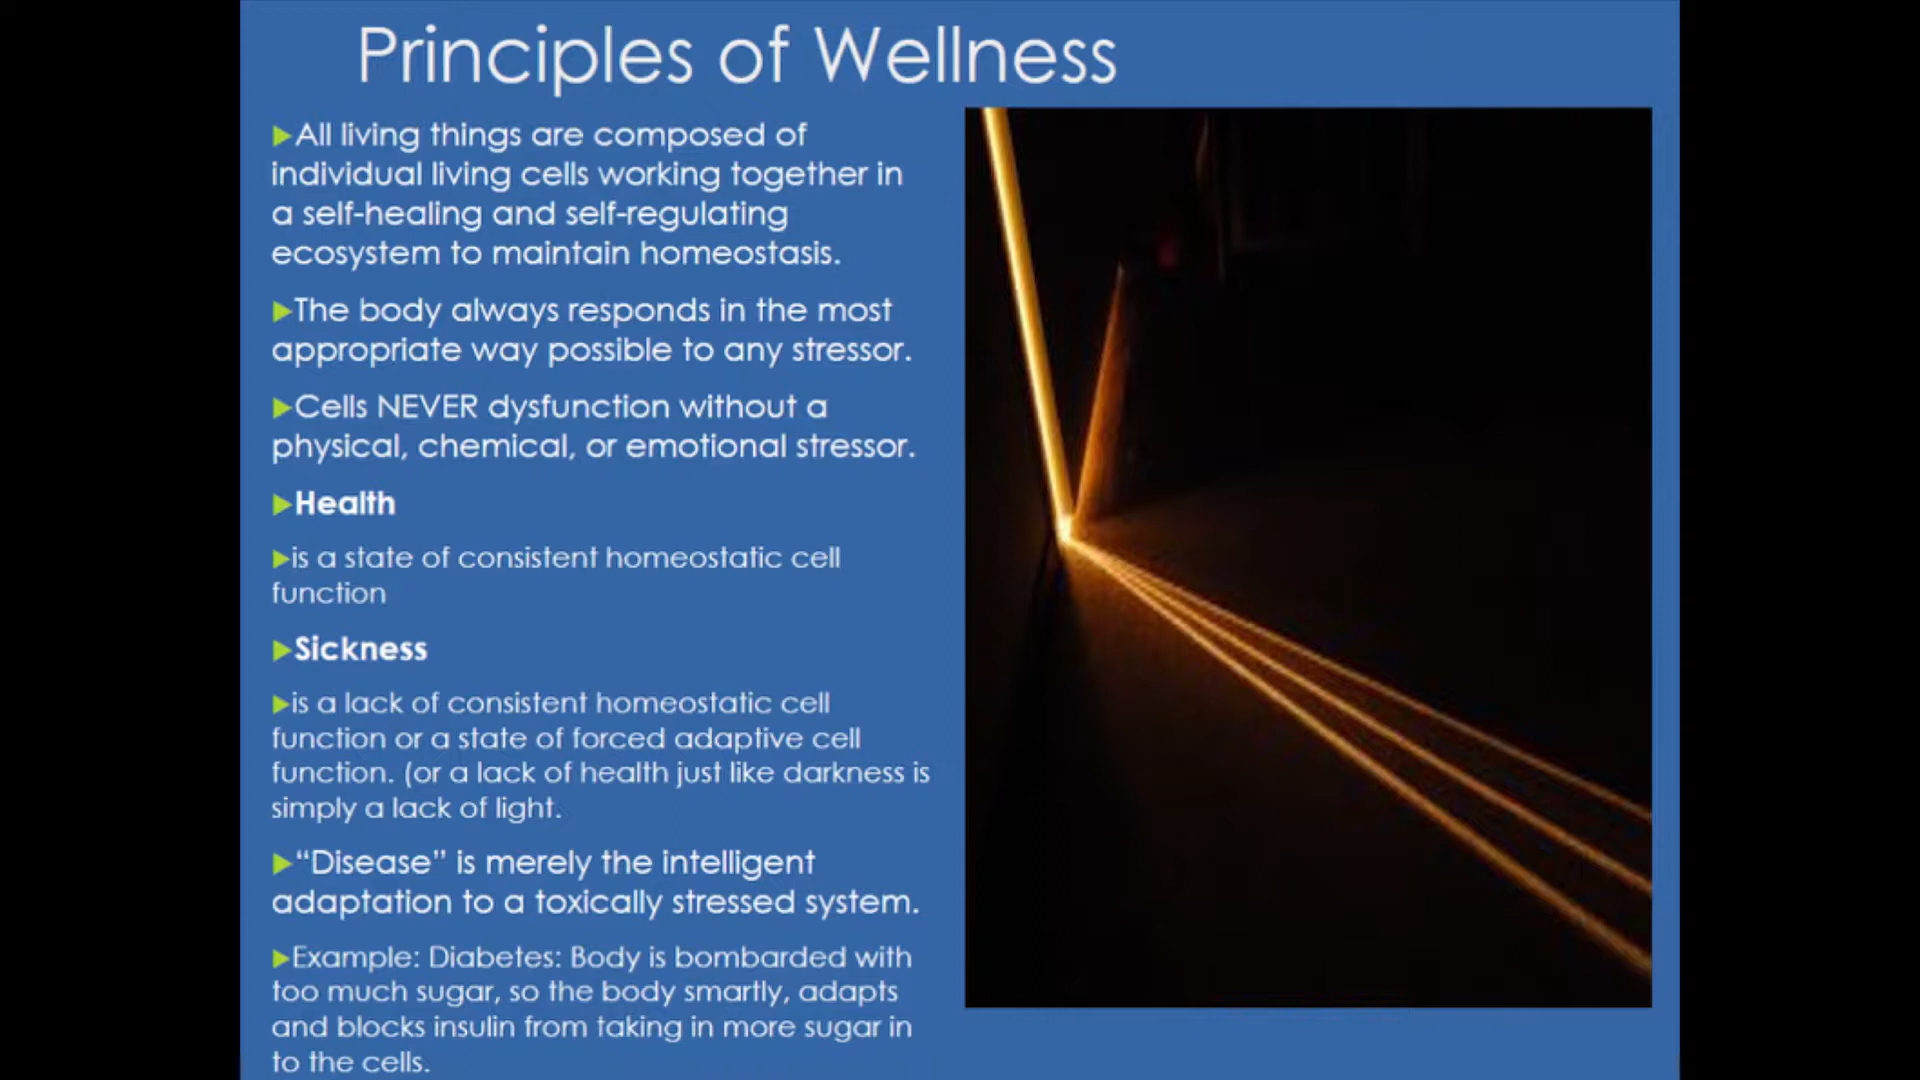 Principles of Wellness
▶All living things are composed of
individual living cells working together in
a self-healing and self-regulating
ecosystem to maintain homeostasis.
▶The body always responds in the most
appropriate way possible to any stressor.
▶Cells NEVER dysfunction without a
physical, chemical, or emotional stressor.
▶Health
▶is a state of consistent homeostatic cell
function
▶Sickness
▶is a lack of consistent homeostatic cell
function or a state of forced adaptive cell
function. (or a lack of health just like darkness is
simply a lack of light.
▶“Disease” is merely the intelligent
adaptation to a toxically stressed system.
▶Example: Diabetes: Body is bombarded with
too much sugar, so the body smartly, adapts
and blocks insulin from taking in more sugar in
to the cells.